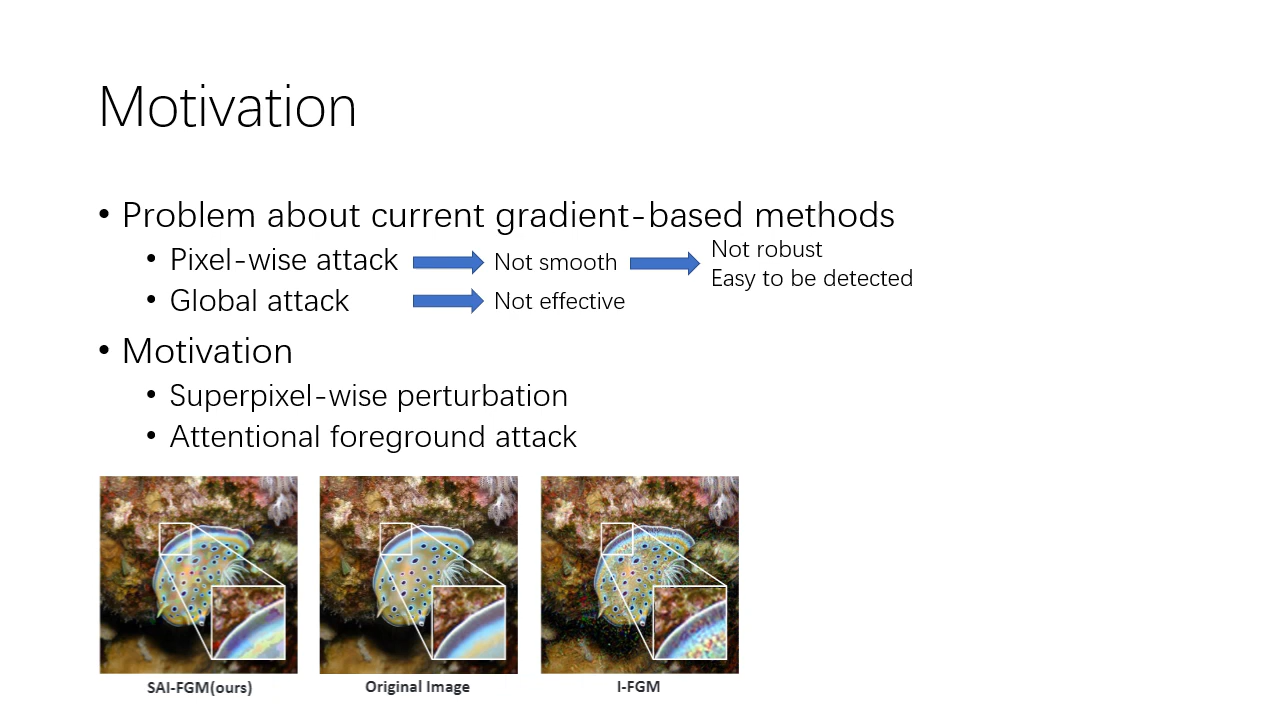 Motivation
• Problem about current gradient-based methods
• Pixel-wise attack
Not smooth
Not robust
Easy to be detected
• Global attack
Not effective
• Motivation
• Superpixel-wise perturbation
• Attentional foreground attack
SAI-FGM(ours)
Original Image
I-FGM